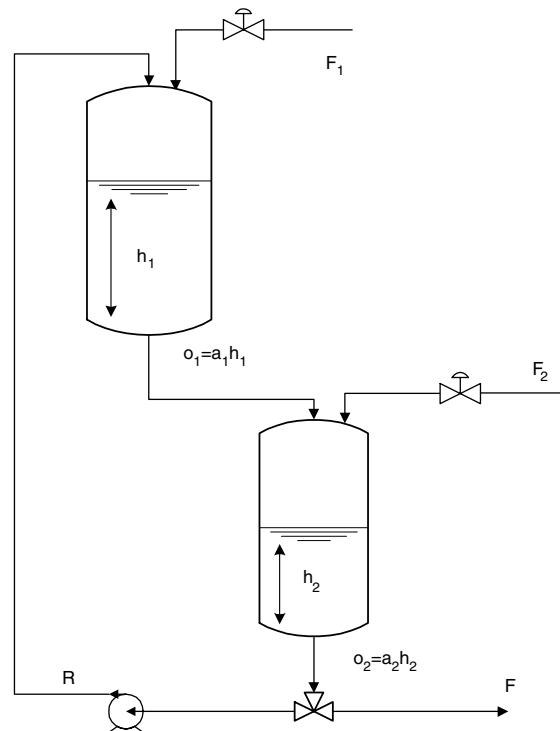 F₁
h₁
o₁=a₁h₁
F₂
h₂
o₂=a₂h₂
R
F